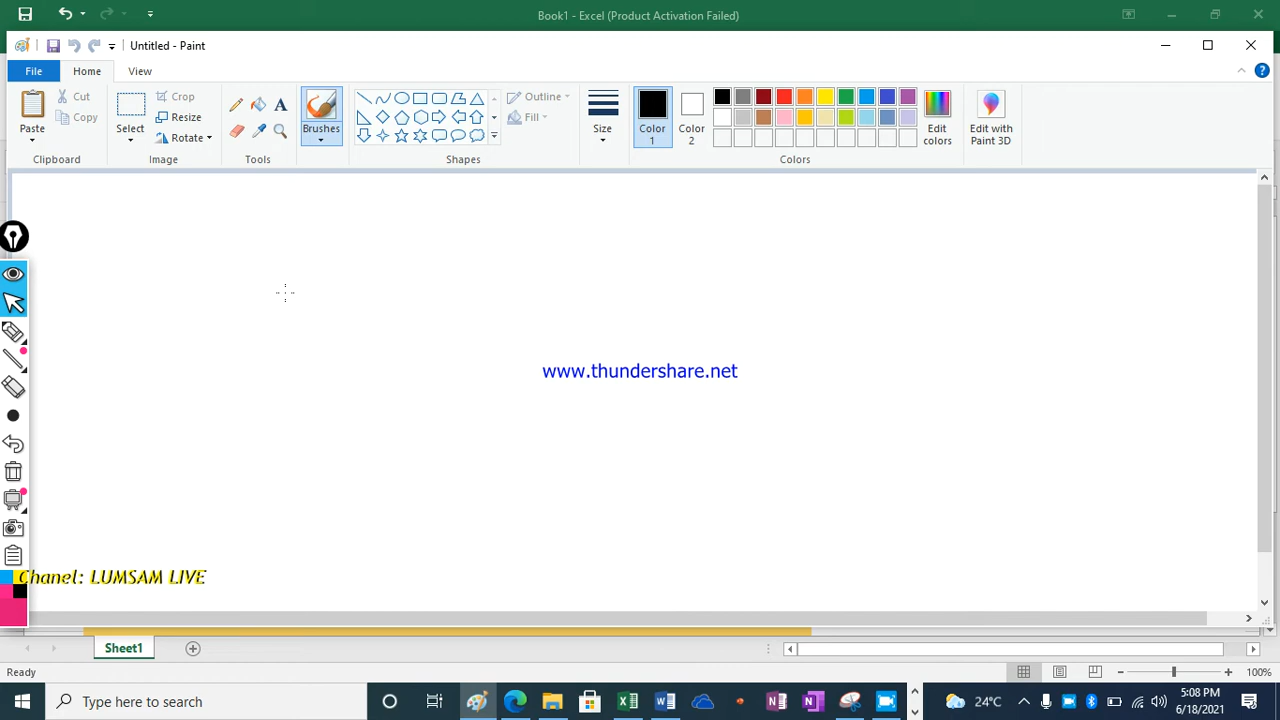 Book1 - Excel (Product Activation Failed)
Untitled - Paint
File
Home
View
Paste
Cut
Copy
Clipboard
Select
Crop
Resize
Rotate
Image
A
Tools
Brushes
Outline
Fill
Shapes
Size
Color
1
Color
2
Edit
colors
Colors
Edit with
Paint 3D
www.thundershare.net
Chanel: LUMSAM LIVE
Sheet1
Ready
100%
Type here to search
24°C
5:08 PM
6/18/2021